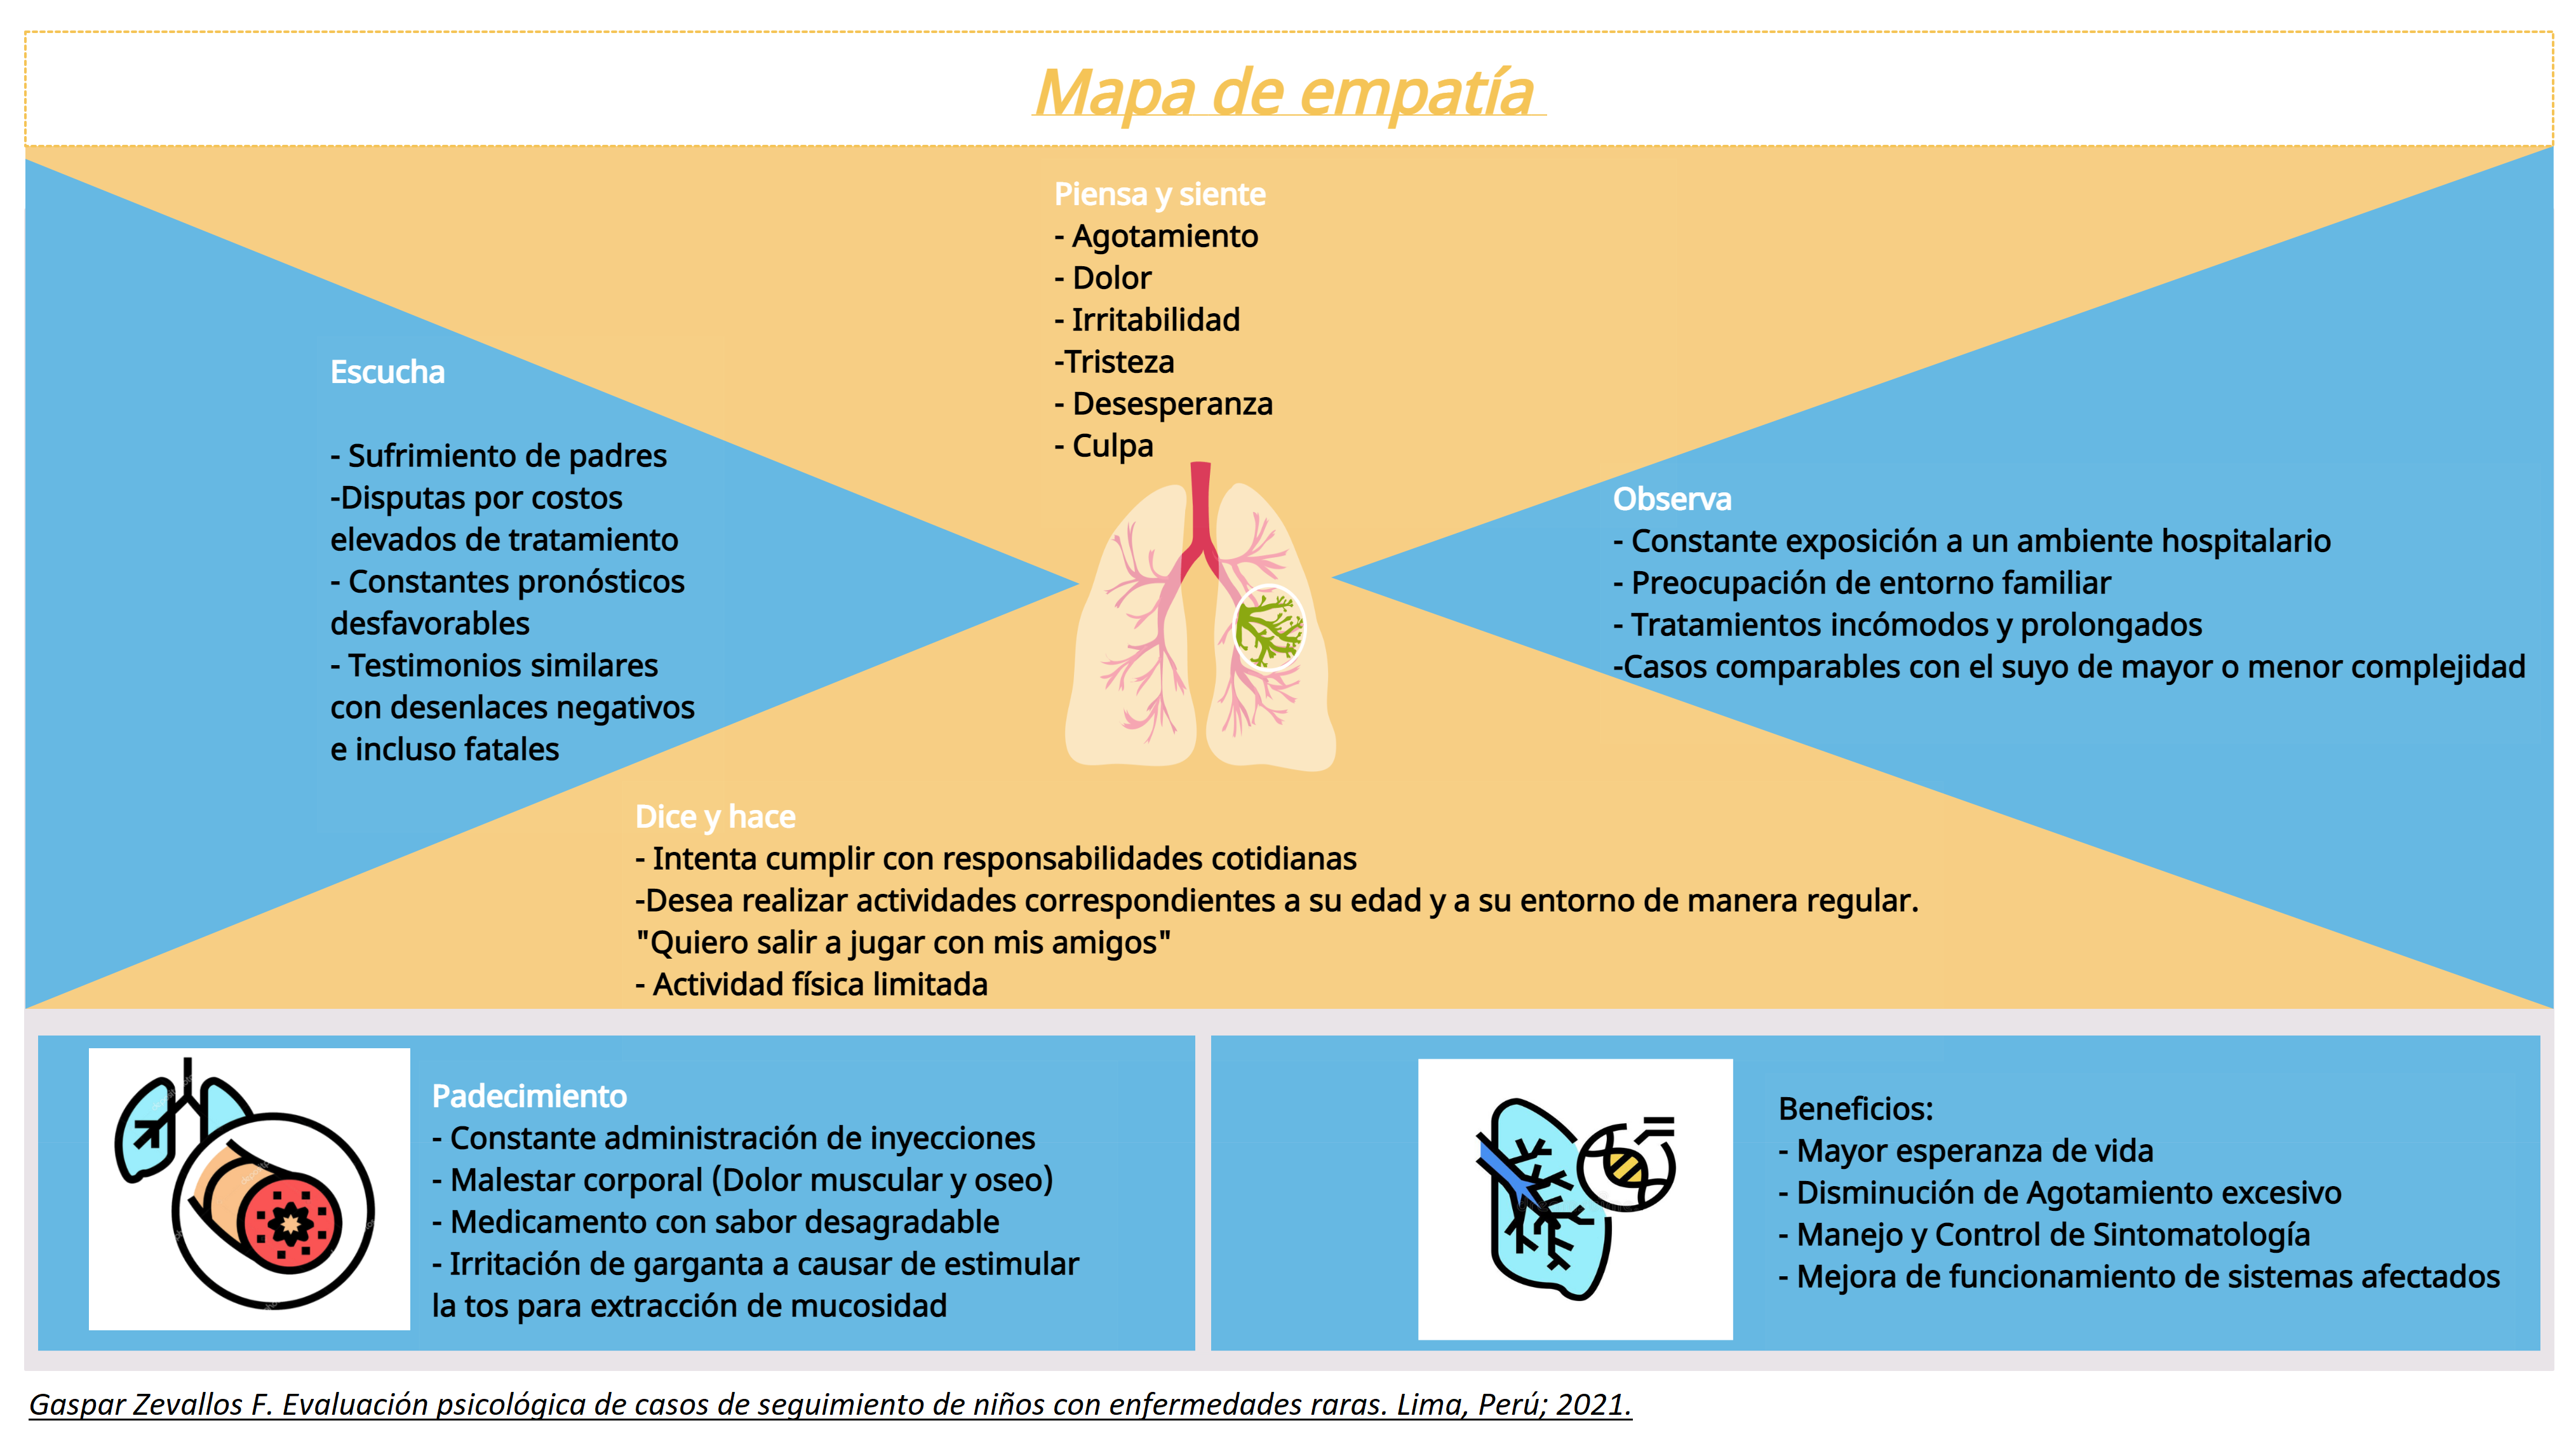 Mapa de empatía
Piensa y siente
- Agotamiento
- Dolor
- Irritabilidad
-Tristeza
- Desesperanza
- Culpa
Escucha
- Sufrimiento de padres
-Disputas por costos
elevados de tratamiento
- Constantes pronósticos
desfavorables
- Testimonios similares
con desenlaces negativos
e incluso fatales
Observa
- Constante exposición a un ambiente hospitalario
- Preocupación de entorno familiar
- Tratamientos incómodos y prolongados
-Casos comparables con el suyo de mayor o menor complejidad
Dice y hace
- Intenta cumplir con responsabilidades cotidianas
-Desea realizar actividades correspondientes a su edad y a su entorno de manera regular.
"Quiero salir a jugar con mis amigos"
- Actividad física limitada
Padecimiento
- Constante administración de inyecciones
- Malestar corporal (Dolor muscular y oseo)
- Medicamento con sabor desagradable
- Irritación de garganta a causar de estimular
la tos para extracción de mucosidad
Beneficios:
- Mayor esperanza de vida
- Disminución de Agotamiento excesivo
- Manejo y Control de Sintomatología
- Mejora de funcionamiento de sistemas afectados
Gaspar Zevallos F. Evaluación psicológica de casos de seguimiento de niños con enfermedades raras. Lima, Perú; 2021.